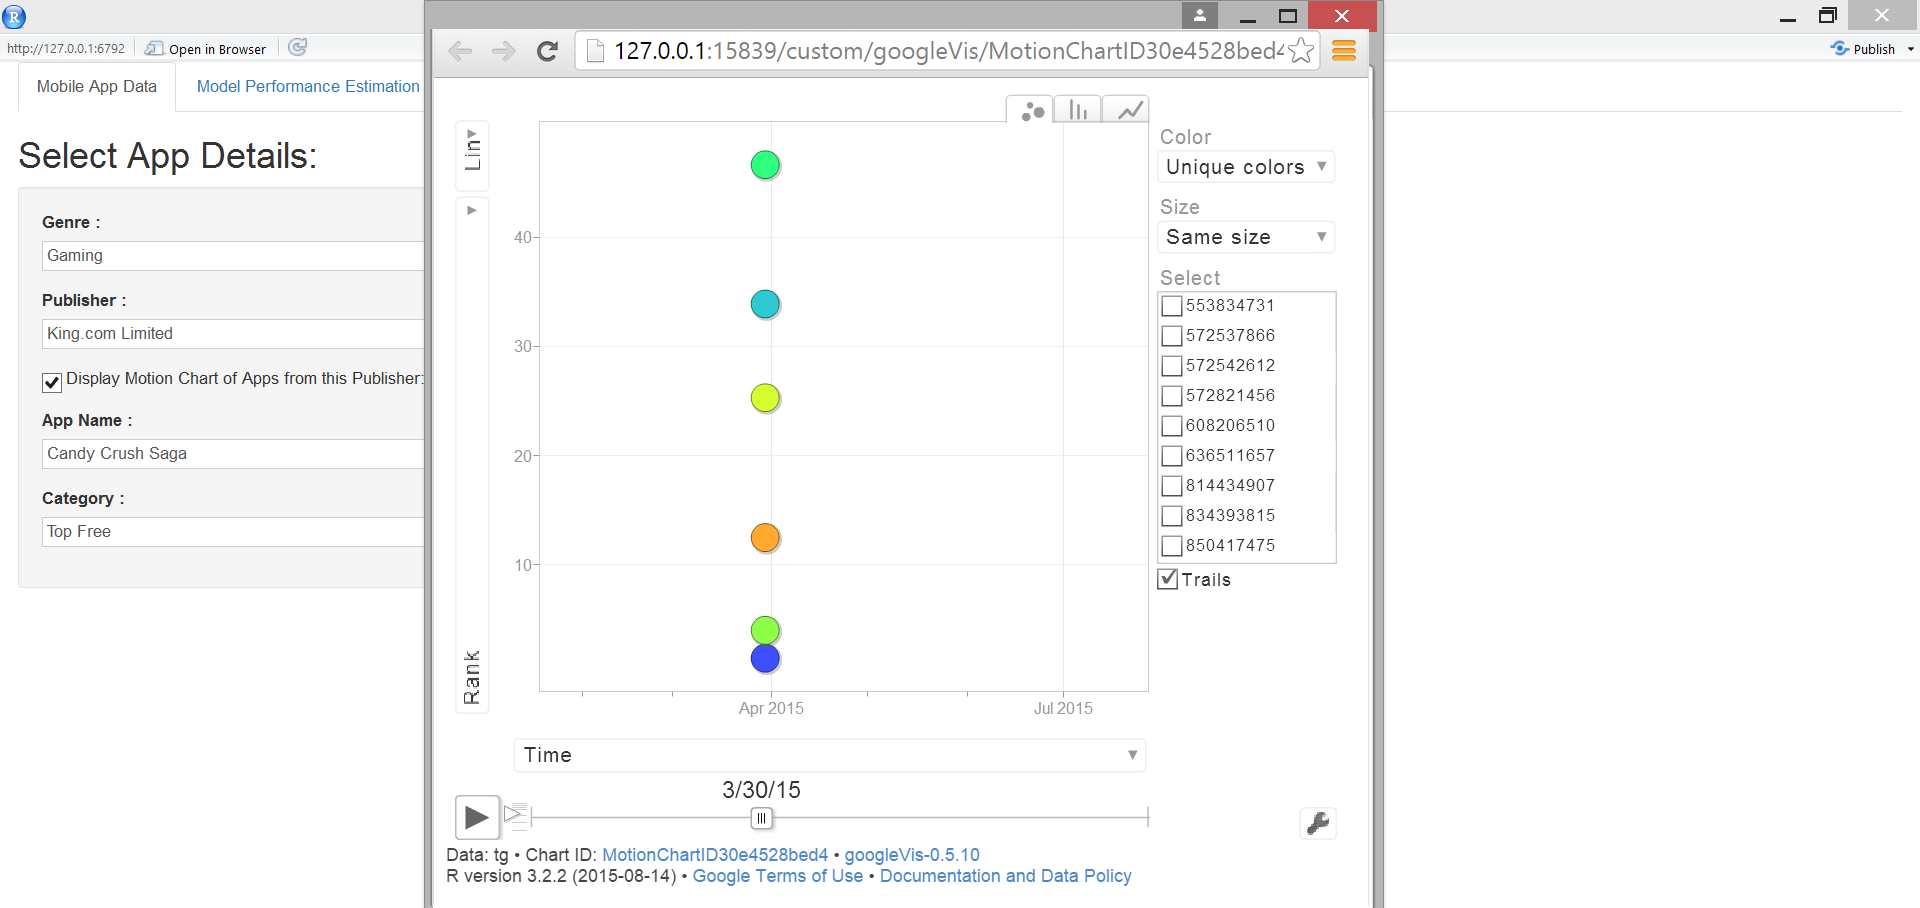 R
http://127.0.0.1:6792
Open in Browser
Publish
Mobile App Data
Model Performance Estimation
Select App Details:
Genre :
Gaming
Publisher :
King.com Limited
Display Motion Chart of Apps from this Publisher:
App Name :
Candy Crush Saga
Category :
Top Free
127.0.0.1:15839/custom/googleVis/MotionChartID30e4528bed4
Lin
Rank
40
30
20
10
Apr 2015
Jul 2015
Color
Unique colors
Size
Same size
Select
553834731
572537866
572542612
572821456
608206510
636511657
814434907
834393815
850417475
Trails
Time
3/30/15
Data: tg • Chart ID: MotionChartID30e4528bed4 • googleVis-0.5.10
R version 3.2.2 (2015-08-14) • Google Terms of Use • Documentation and Data Policy